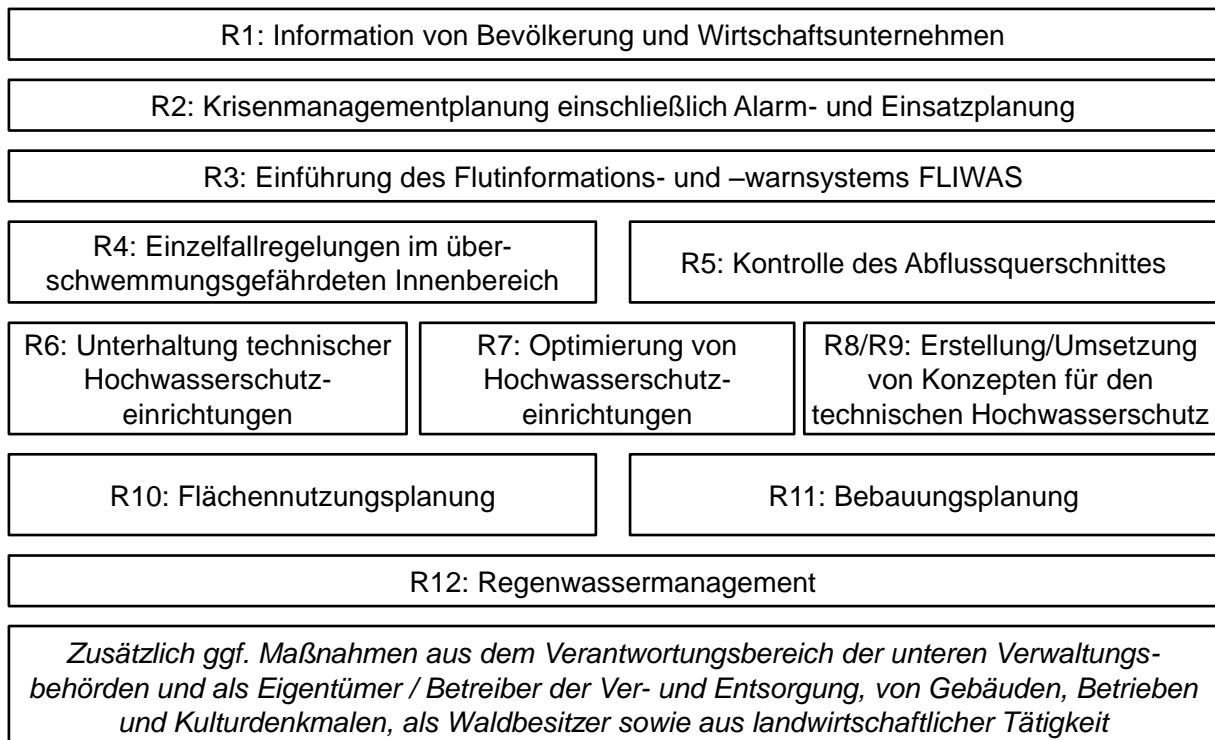 R1: Information von Bevölkerung und Wirtschaftsunternehmen
R2: Krisenmanagementplanung einschließlich Alarm- und Einsatzplanung
R3: Einführung des Flutinformations- und –warnsystems FLIWAS
R4: Einzelfallregelungen im über-
schwemmungsgefährdeten Innenbereich
R5: Kontrolle des Abflussquerschnittes
R6: Unterhaltung technischer
Hochwasserschutz-
einrichtungen
R7: Optimierung von
Hochwasserschutz-
einrichtungen
R8/R9: Erstellung/Umsetzung
von Konzepten für den
technischen Hochwasserschutz
R10: Flächennutzungsplanung
R11: Bebauungsplanung
R12: Regenwassermanagement
Zusätzlich ggf. Maßnahmen aus dem Verantwortungsbereich der unteren Verwaltungs-
behörden und als Eigentümer / Betreiber der Ver- und Entsorgung, von Gebäuden, Betrieben
und Kulturdenkmalen, als Waldbesitzer sowie aus landwirtschaftlicher Tätigkeit